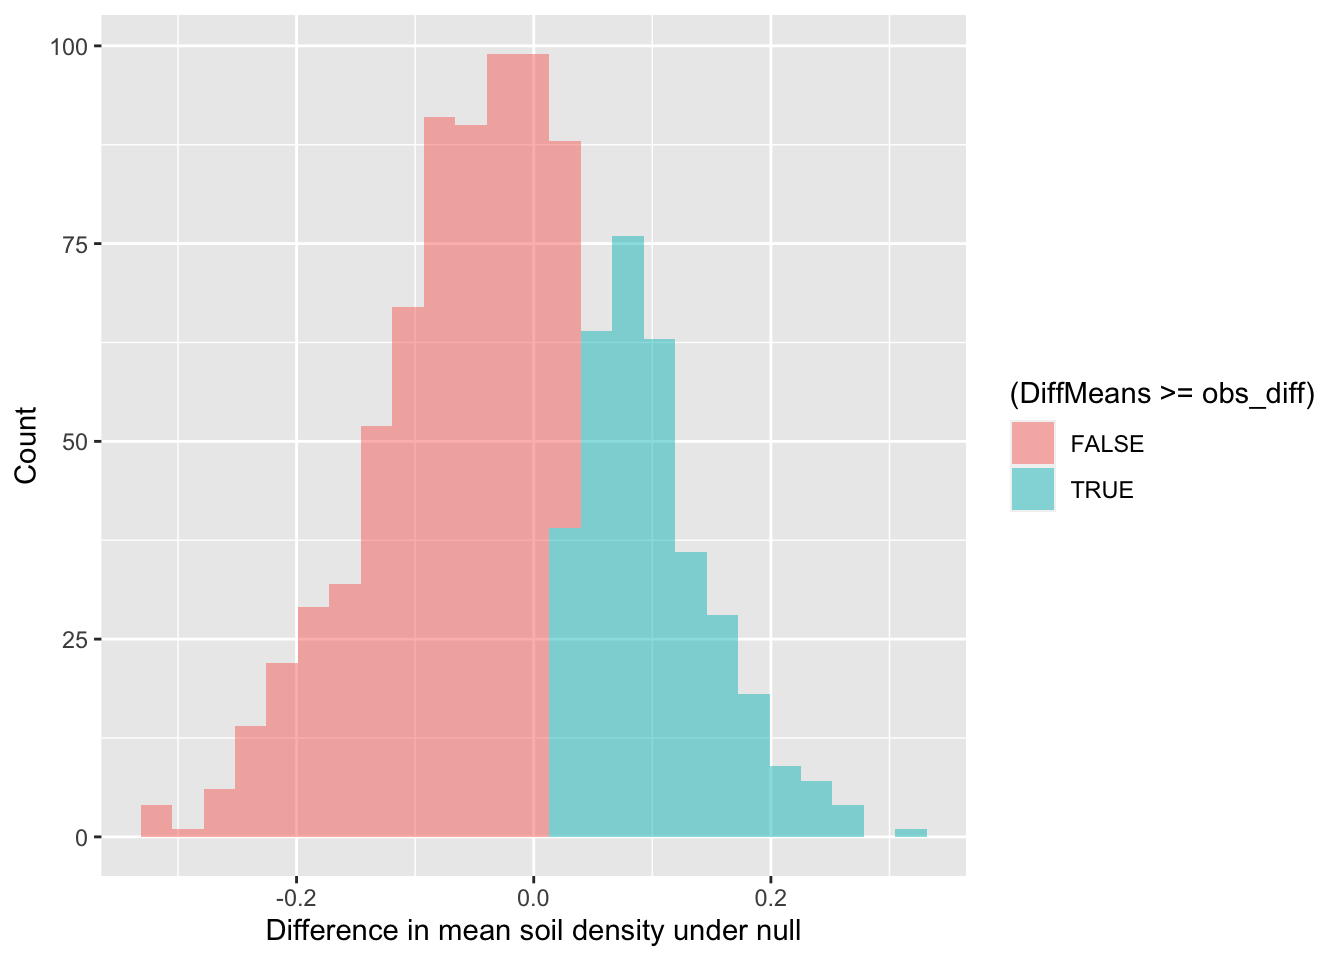 100
75
50
25
0
Count
-0.2
0.0
0.2
Difference in mean soil density under null
(DiffMeans >= obs_diff)
FALSE
TRUE